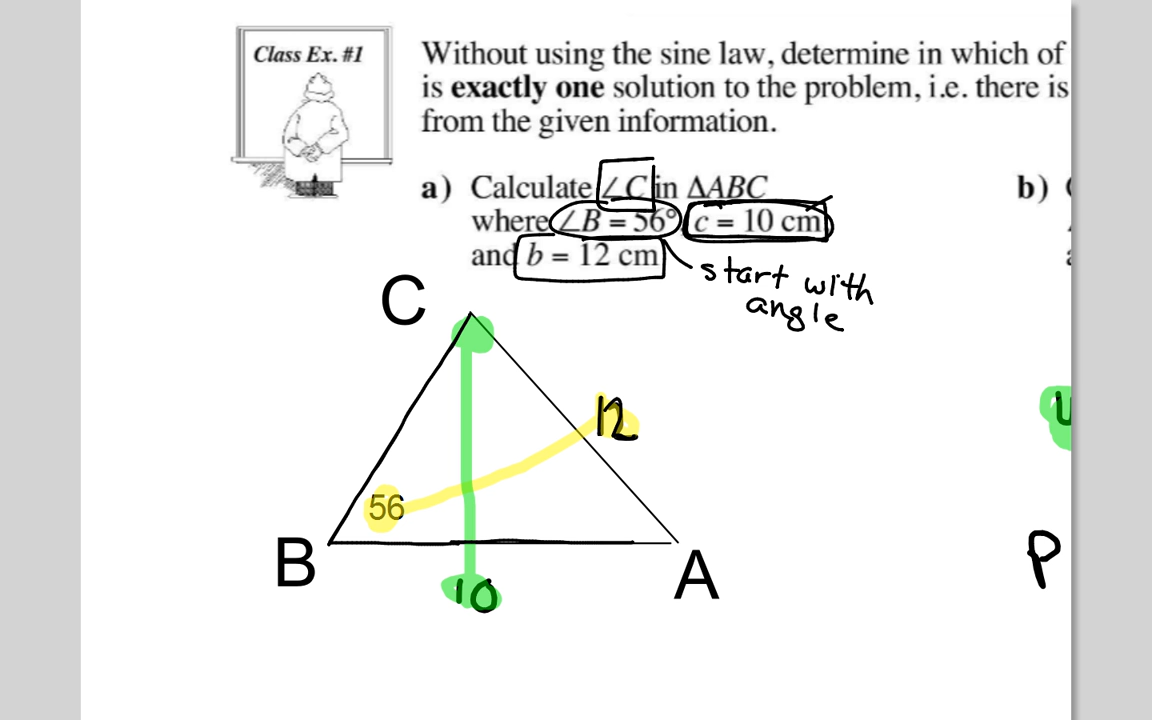 Class Ex. #1
Without using the sine law, determine in which of
is exactly one solution to the problem, i.e. there is
from the given information.
a) Calculate ∠C in ΔABC
where ∠B = 56° c = 10 cm
and b = 12 cm
start with
angle
b)
C
12
56
B
10
A
P